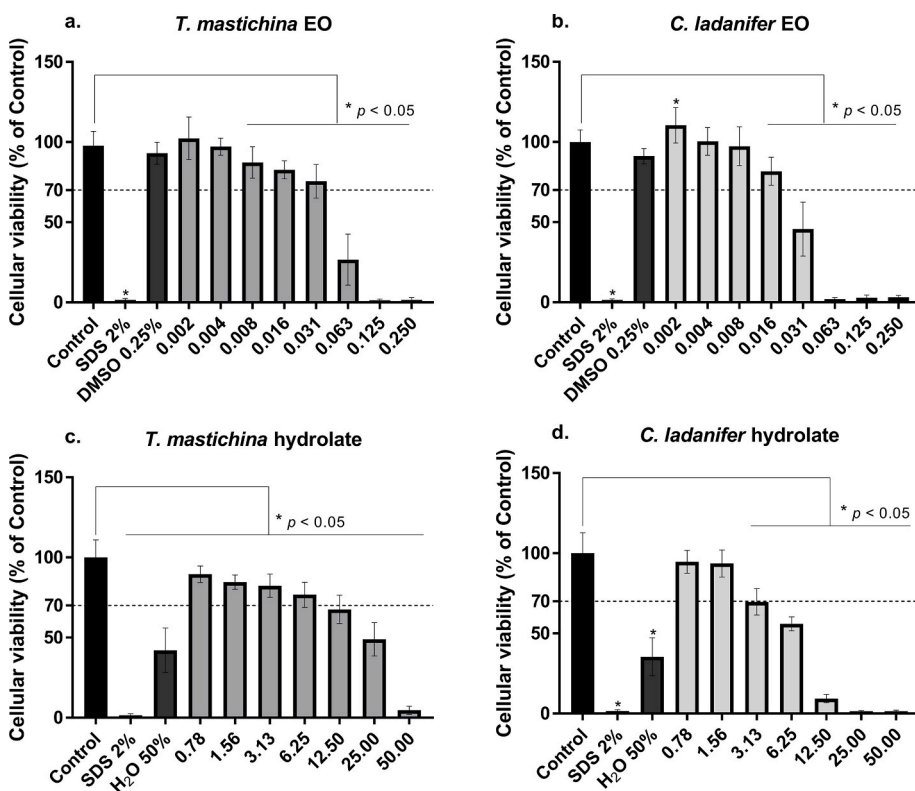 a. T. mastichina EO
Cellular viability (% of Control)
150
100
70
50
0
* p < 0.05
*
Control
SDS 2%
DMSO 0.25%
0.002
0.004
0.008
0.016
0.031
0.063
0.125
0.250
b. C. ladanifer EO
Cellular viability (% of Control)
150
100
70
50
0
* p < 0.05
*
*
Control
SDS 2%
DMSO 0.25%
0.002
0.004
0.008
0.016
0.031
0.063
0.125
0.250
c. T. mastichina hydrolate
Cellular viability (% of Control)
150
100
70
50
0
* p < 0.05
Control
SDS 2%
H₂O 50%
0.78
1.56
3.13
6.25
12.50
25.00
50.00
d. C. ladanifer hydrolate
Cellular viability (% of Control)
150
100
70
50
0
* p < 0.05
*
*
Control
SDS 2%
H₂O 50%
0.78
1.56
3.13
6.25
12.50
25.00
50.00